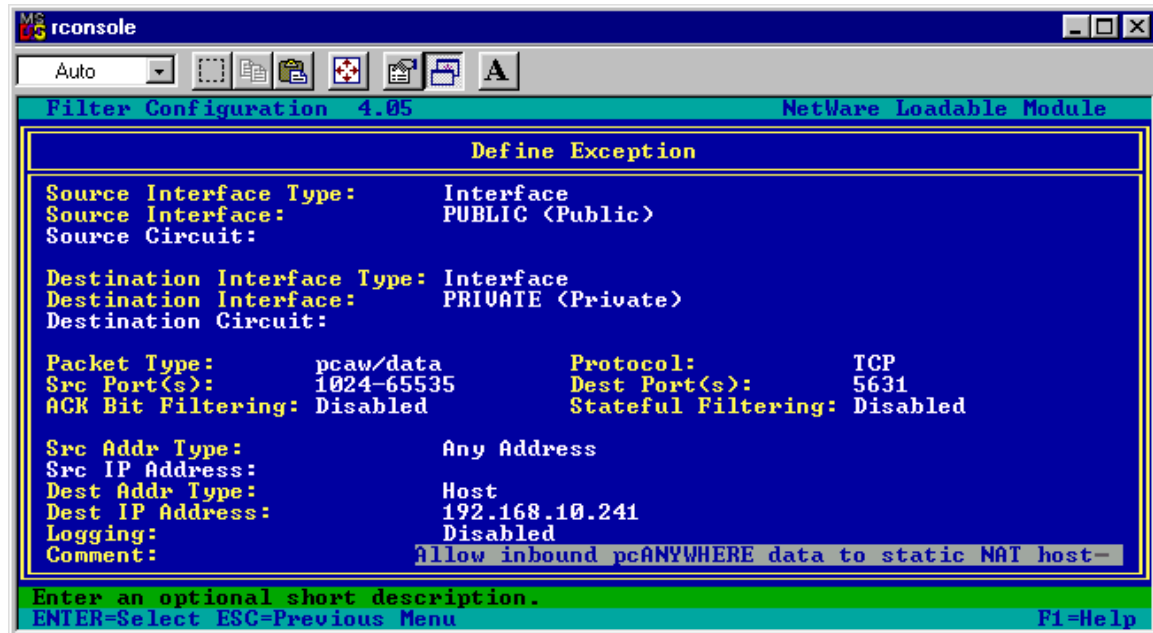 rconsole
Auto
A
Filter Configuration 4.05 NetWare Loadable Module
Define Exception
Source Interface Type: Interface
Source Interface: PUBLIC (Public)
Source Circuit:
Destination Interface Type: Interface
Destination Interface: PRIVATE (Private)
Destination Circuit:
Packet Type: pcaw/data Protocol: TCP
Src Port(s): 1024-65535 Dest Port(s): 5631
ACK Bit Filtering: Disabled Stateful Filtering: Disabled
Src Addr Type: Any Address
Src IP Address:
Dest Addr Type: Host
Dest IP Address: 192.168.10.241
Logging: Disabled
Comment: Allow inbound pcANYWHERE data to static NAT host
Enter an optional short description.
ENTER=Select ESC=Previous Menu F1=Help